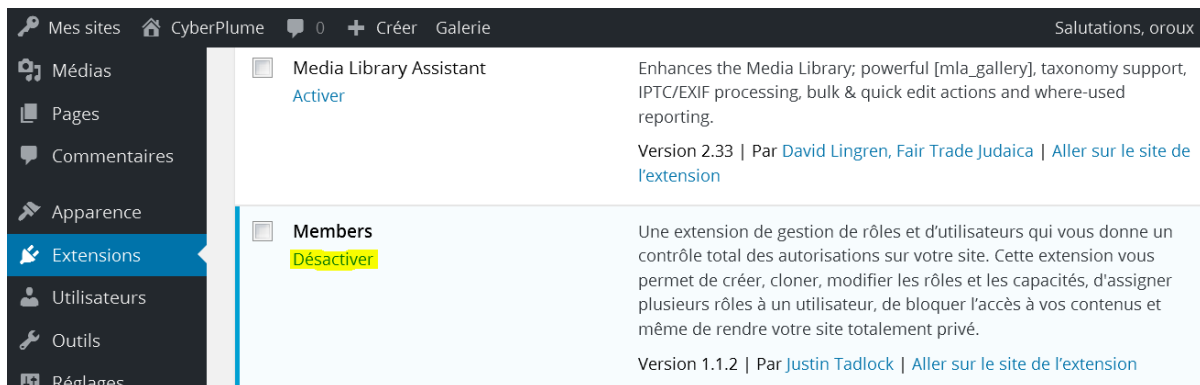 Mes sites CyberPlume 0 Créer Galerie Salutations, oroux
Médias
Pages
Commentaires
Apparence
Extensions
Utilisateurs
Outils
Réglages
Media Library Assistant
Activer
Enhances the Media Library; powerful [mla_gallery], taxonomy support,
IPTC/EXIF processing, bulk & quick edit actions and where-used
reporting.
Version 2.33 | Par David Lingren, Fair Trade Judaica | Aller sur le site de
l’extension
Members
Désactiver
Une extension de gestion de rôles et d’utilisateurs qui vous donne un
contrôle total des autorisations sur votre site. Cette extension vous
permet de créer, cloner, modifier les rôles et les capacités, d'assigner
plusieurs rôles à un utilisateur, de bloquer l’accès à vos contenus et
même de rendre votre site totalement privé.
Version 1.1.2 | Par Justin Tadlock | Aller sur le site de l’extension